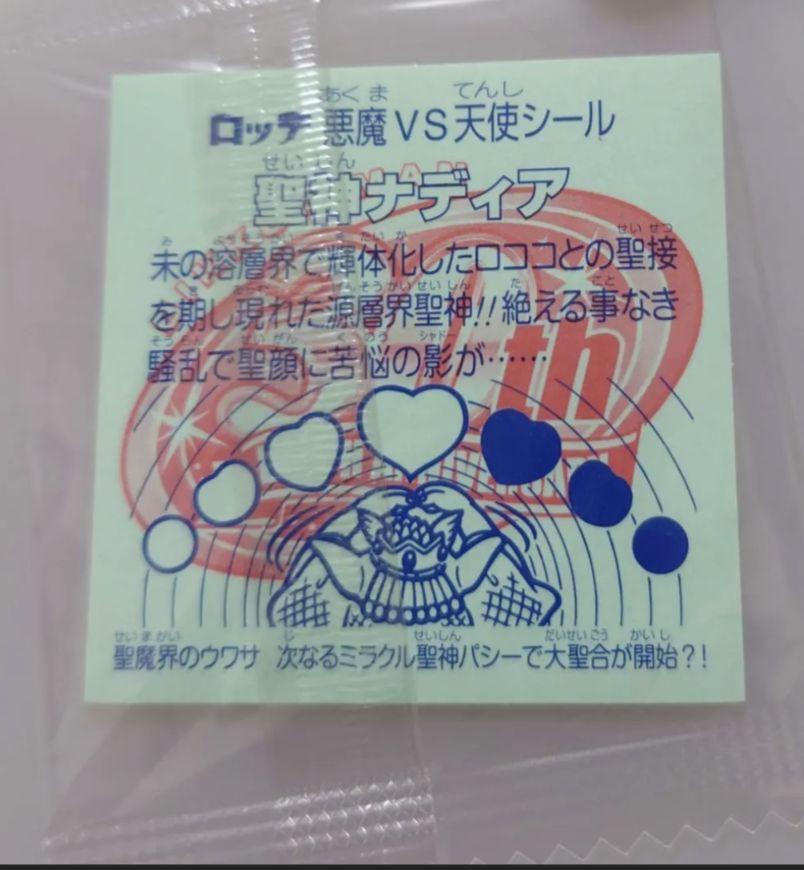 ロッテ 悪魔VS天使シール
聖神ナディア
未の溶層界で輝体化したロココとの聖接
を期し現れた源層界聖神!!絶える事なき
騒乱で聖顔に苦悩の影が……
th
聖魔界のウワサ 次なるミラクル聖神パシーで大聖合が開始?!